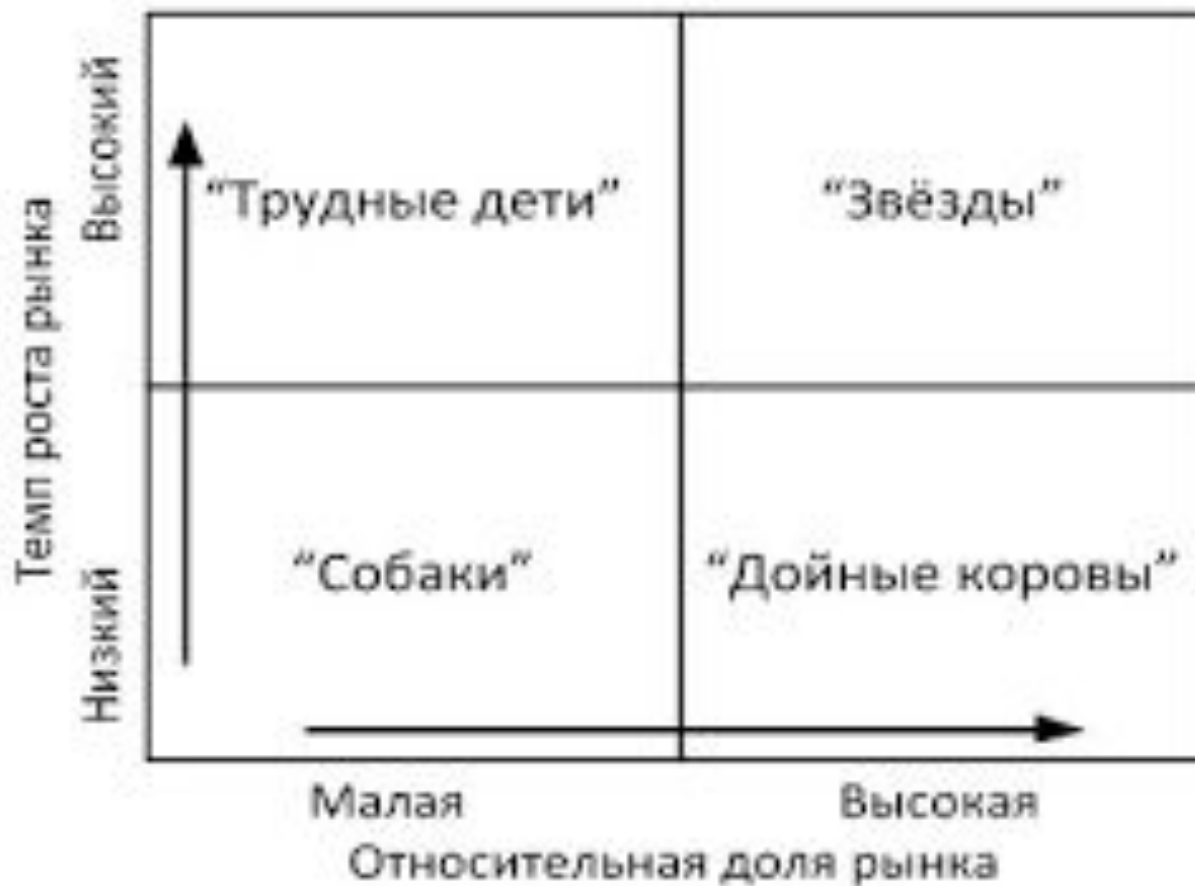 Темп роста рынка
Высокий
Низкий
“Трудные дети”
“Звёзды”
“Собаки”
“Дойные коровы”
Малая
Высокая
Относительная доля рынка